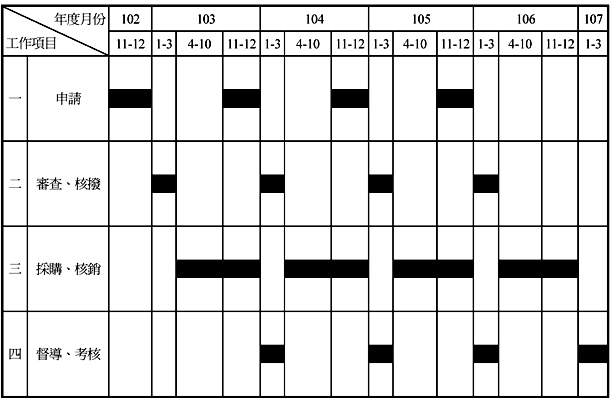 年度月份 102 103 104 105 106 107
工作項目 11-12 1-3 4-10 11-12 1-3 4-10 11-12 1-3 4-10 11-12 1-3 4-10 11-12 1-3
一 申請
二 審查、核撥
三 採購、核銷
四 督導、考核